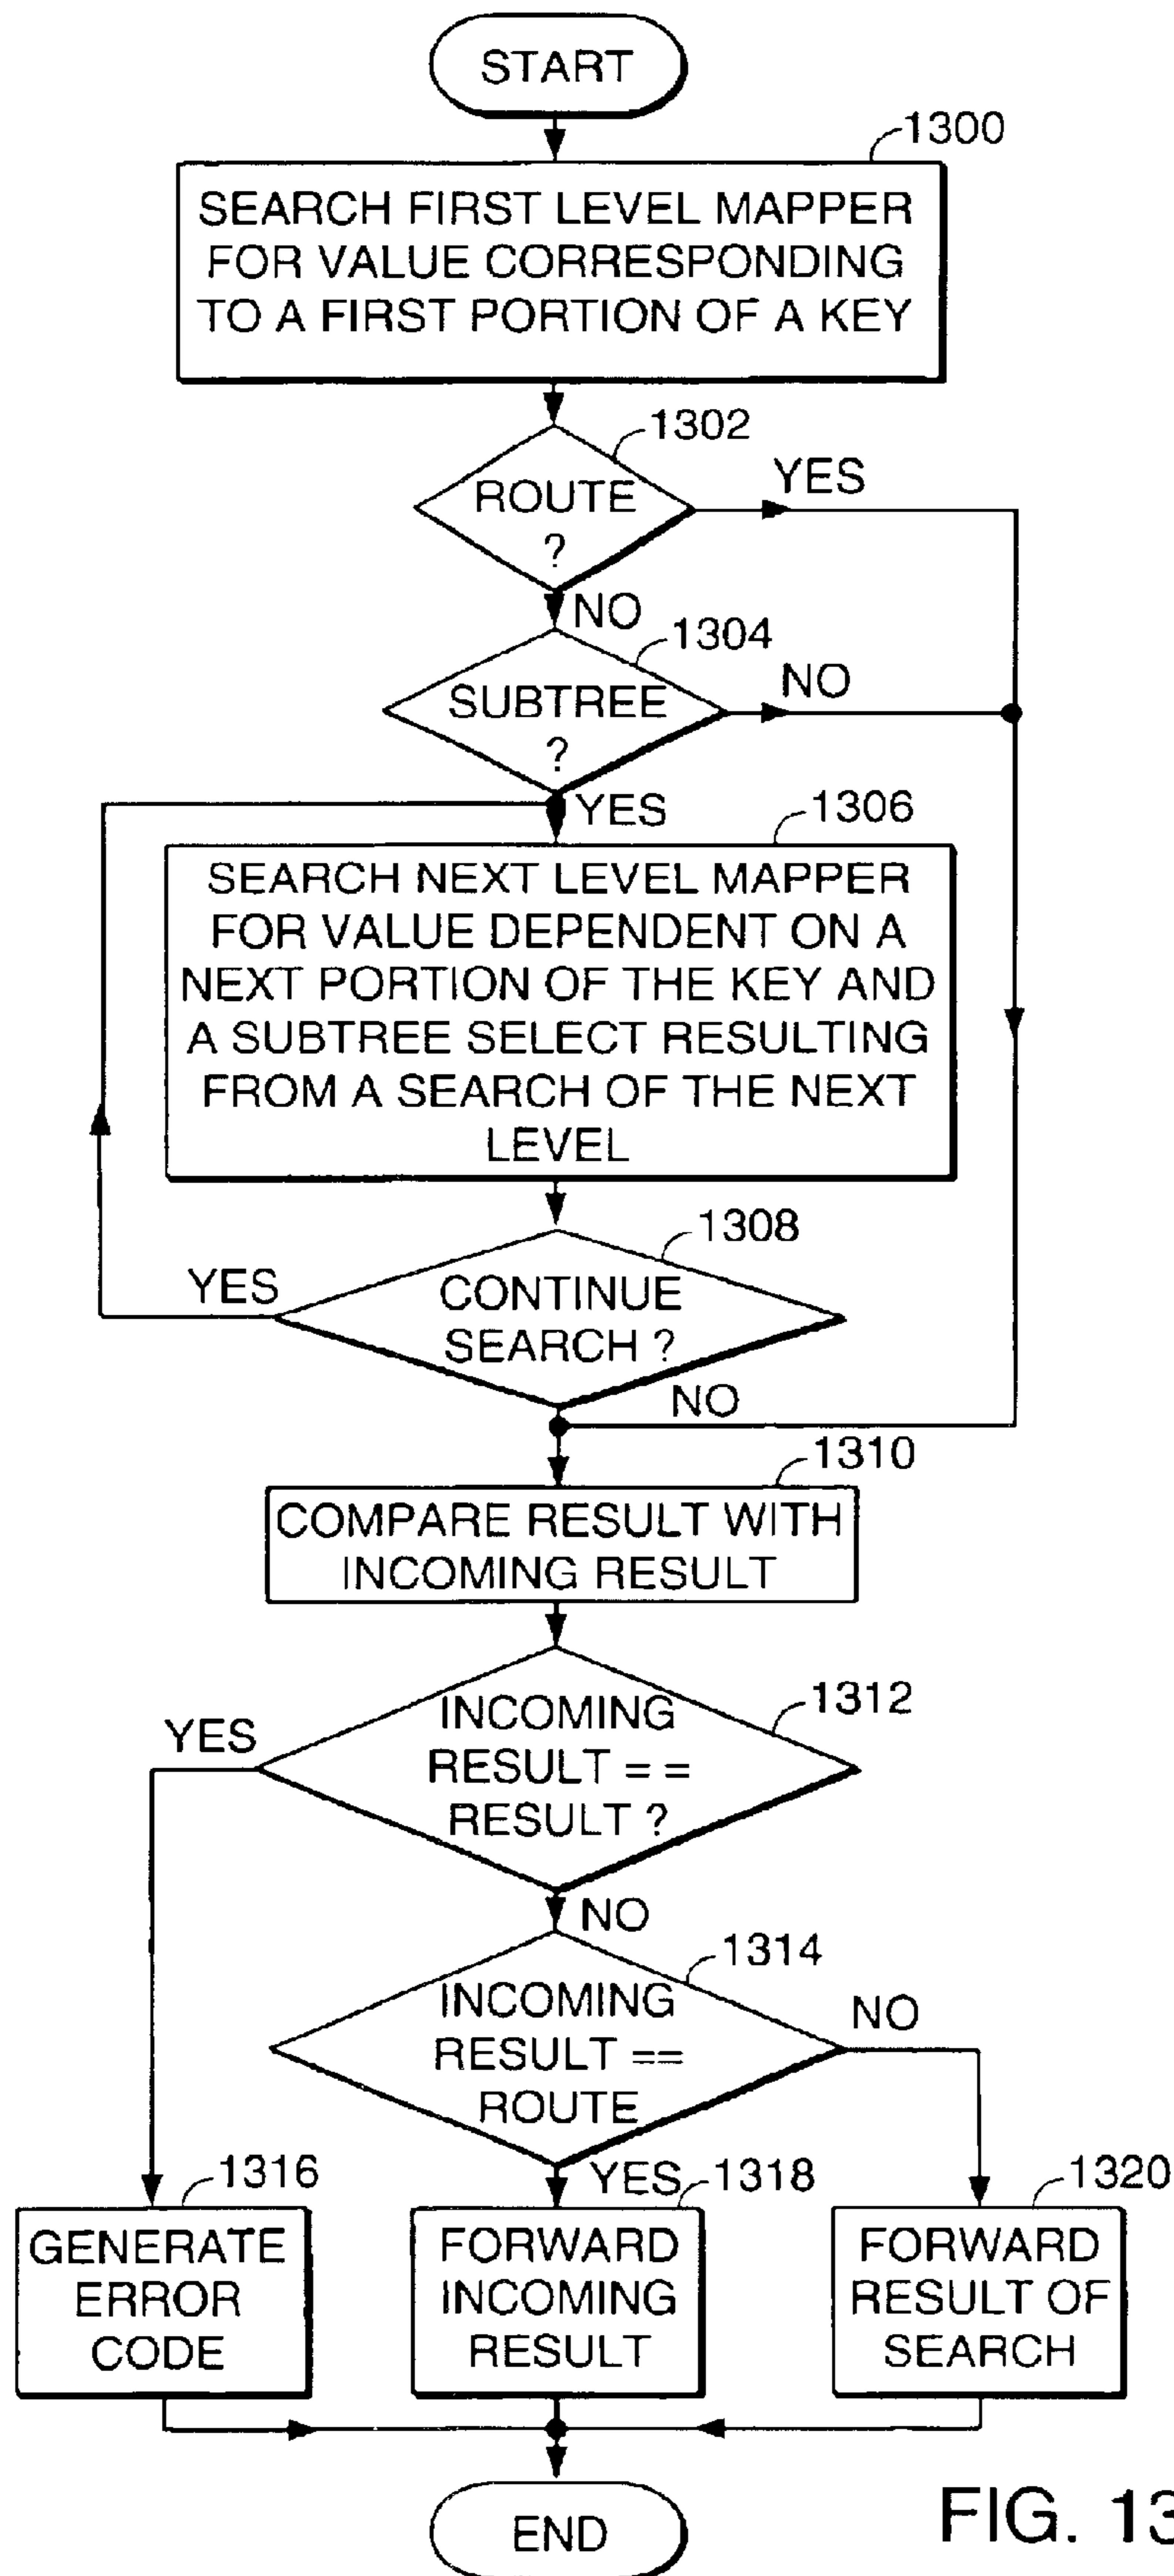 START
1300
SEARCH FIRST LEVEL MAPPER
FOR VALUE CORRESPONDING
TO A FIRST PORTION OF A KEY
1302
ROUTE
?
YES
NO
1304
SUBTREE
?
NO
YES
1306
SEARCH NEXT LEVEL MAPPER
FOR VALUE DEPENDENT ON A
NEXT PORTION OF THE KEY AND
A SUBTREE SELECT RESULTING
FROM A SEARCH OF THE NEXT
LEVEL
1308
CONTINUE
SEARCH ?
YES
NO
1310
COMPARE RESULT WITH
INCOMING RESULT
1312
INCOMING
RESULT = =
RESULT ?
YES
NO
1314
INCOMING
RESULT ==
ROUTE
NO
YES
1316
GENERATE
ERROR
CODE
1318
FORWARD
INCOMING
RESULT
1320
FORWARD
RESULT OF
SEARCH
END
FIG. 13